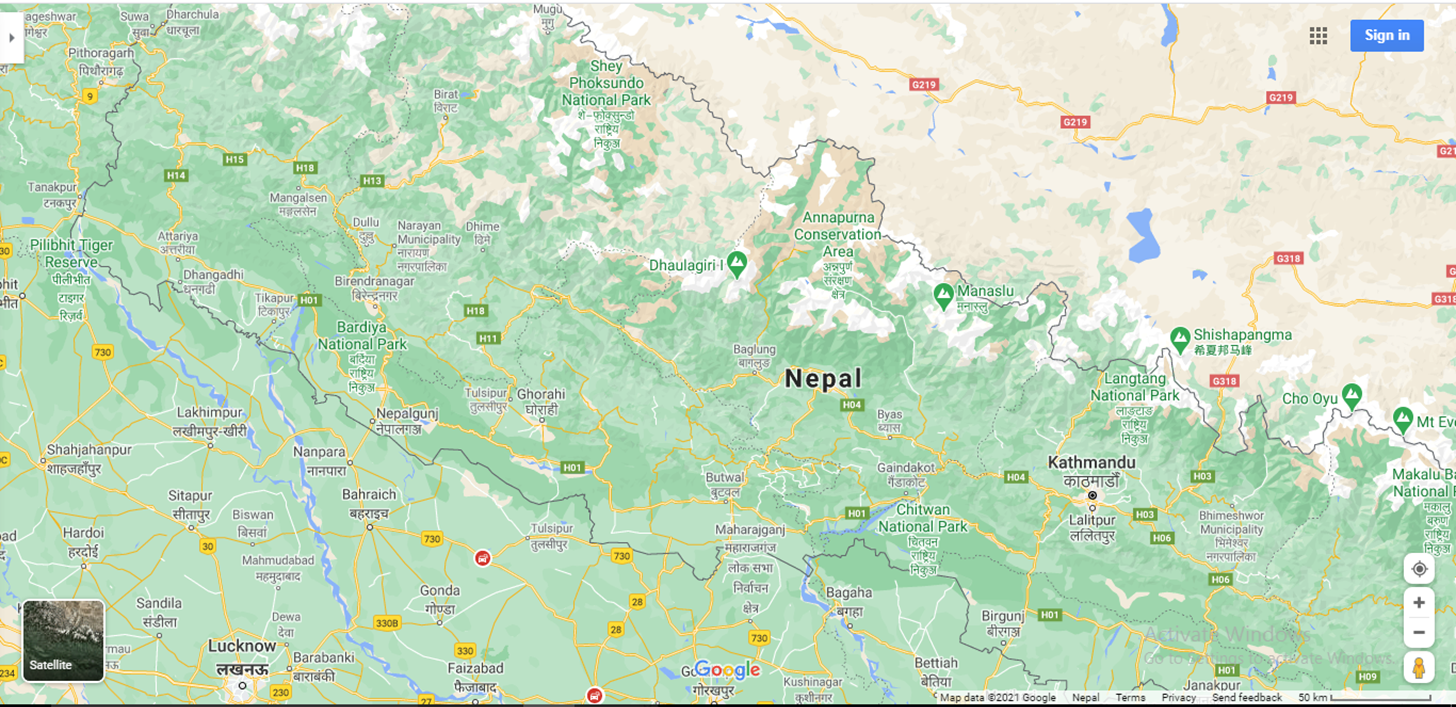 Mugu
मुगु
Suwa
सुवा
Dharchula
धारचूला
Pithoragarh
पिथौरागढ़
Sign in
Shey
Phoksundo
National Park
शे-फोक्सुन्डो
राष्ट्रिय
निकुञ्ज
Birat
विराट
9
G219
G219
G219
H15
H18
H14
H13
Tanakpur
टनकपुर
Mangalsen
मङ्गलसेन
Dullu
दुल्लु
Narayan
Municipality
नारायण
नगरपालिका
Dhime
ढिमे
Annapurna
Conservation
Area
अन्नपूर्ण
संरक्षण
क्षेत्र
Attariya
अत्तरीया
Pilibhit Tiger
Reserve
पीलीभीत
टाइगर
रिज़र्व
30
Dhaulagiri I
Manaslu
मनास्लु
G318
Dhangadhi
धनगढी
Birendranagar
बिरेन्द्रनगर
Tikapur
टिकापुर
H01
H18
H11
Bardiya
National Park
बर्दिया
राष्ट्रिय
निकुञ्ज
730
Baglung
बागलुङ
Nepal
Shishapangma
希夏邦马峰
G318
Langtang
National Park
लाङटाङ
राष्ट्रिय
निकुञ्ज
Cho Oyu
Tulsipur
तुलसीपुर
Ghorahi
घोराही
H04
Byas
ब्यास
Lakhimpur
लखीमपुर-खीरी
Nepalgunj
नेपालगञ्ज
Shahjahanpur
शाहजहाँपुर
Nanpara
नानपारा
H01
Butwal
बुटवल
Gaindakot
गैंडाकोट
H04
Kathmandu
काठमाडौँ
H03
Lalitpur
ललितपुर
H03
H06
Bhimeshwor
Municipality
भिमेश्वर
नगरपालिका
Sitapur
सीतापुर
Biswan
बिसवां
Bahraich
बहराइच
H01
Chitwan
National Park
चितवन
राष्ट्रिय
निकुञ्ज
Hardoi
हरदोई
30
730
Tulsipur
तुलसीपुर
730
Maharajganj
महाराजगंज
लोक सभा
निर्वाचन
क्षेत्र
Mahmudabad
महमुदाबाद
H06
Sandila
संडीला
Dewa
देवा
Gonda
गोण्डा
28
28
330B
730
Bagaha
बगहा
Birgunj
बीरगञ्ज
H01
Activate Windows
Go to Settings to activate Windows.
Satellite
Lucknow
लखनऊ
Barabanki
बाराबंकी
330
Faizabad
फैजाबाद
Google
गोरखपुर
Kushinagar
कुशीनगर
Bettiah
बेतिया
H01
Janakpur
H09
234
230
27
Map data ©2021 Google Nepal Terms Privacy Send feedback 50 km